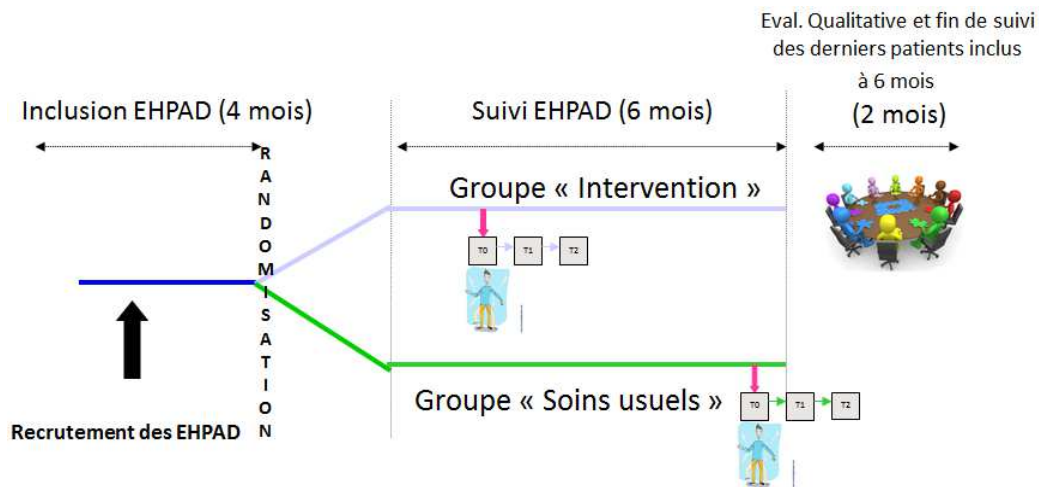 Eval. Qualitative et fin de suivi
des derniers patients inclus
à 6 mois
(2 mois)
Inclusion EHPAD (4 mois)
Suivi EHPAD (6 mois)
RANDOMISATION
Groupe « Intervention »
T0 T1 T2
Groupe « Soins usuels »
T0 T1 T2
Recrutement des EHPAD